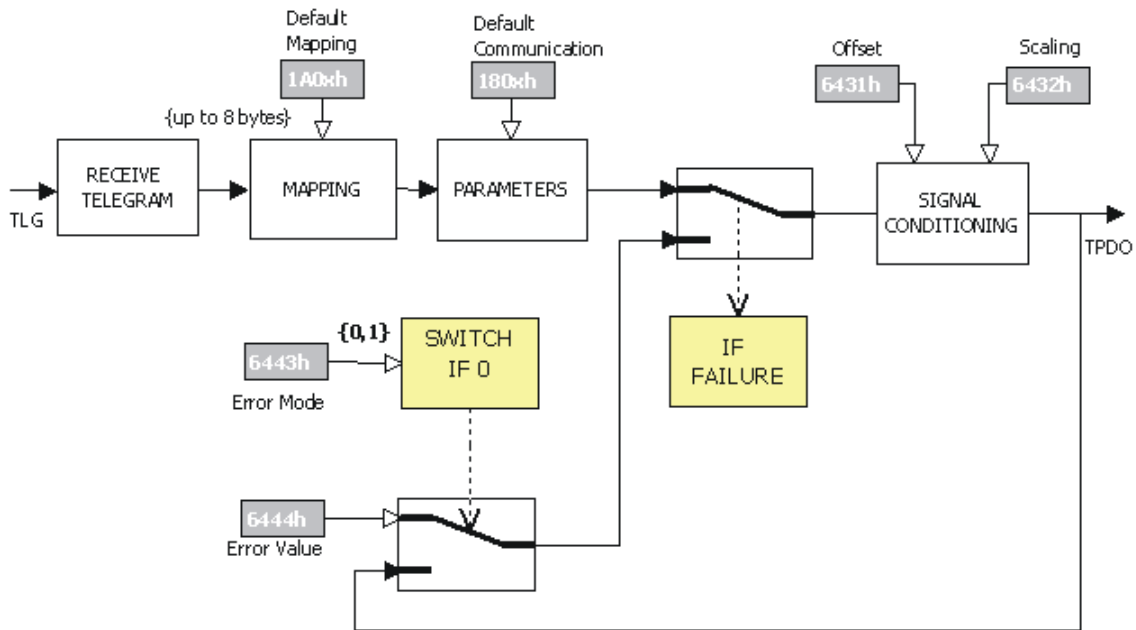 Default
Mapping
1A0xh
Default
Communication
180xh
Offset
6431h
Scaling
6432h
{up to 8 bytes}
TLG
RECEIVE
TELEGRAM
MAPPING
PARAMETERS
SIGNAL
CONDITIONING
TPDO
6443h
Error Mode
{0,1}
SWITCH
IF 0
IF
FAILURE
6444h
Error Value